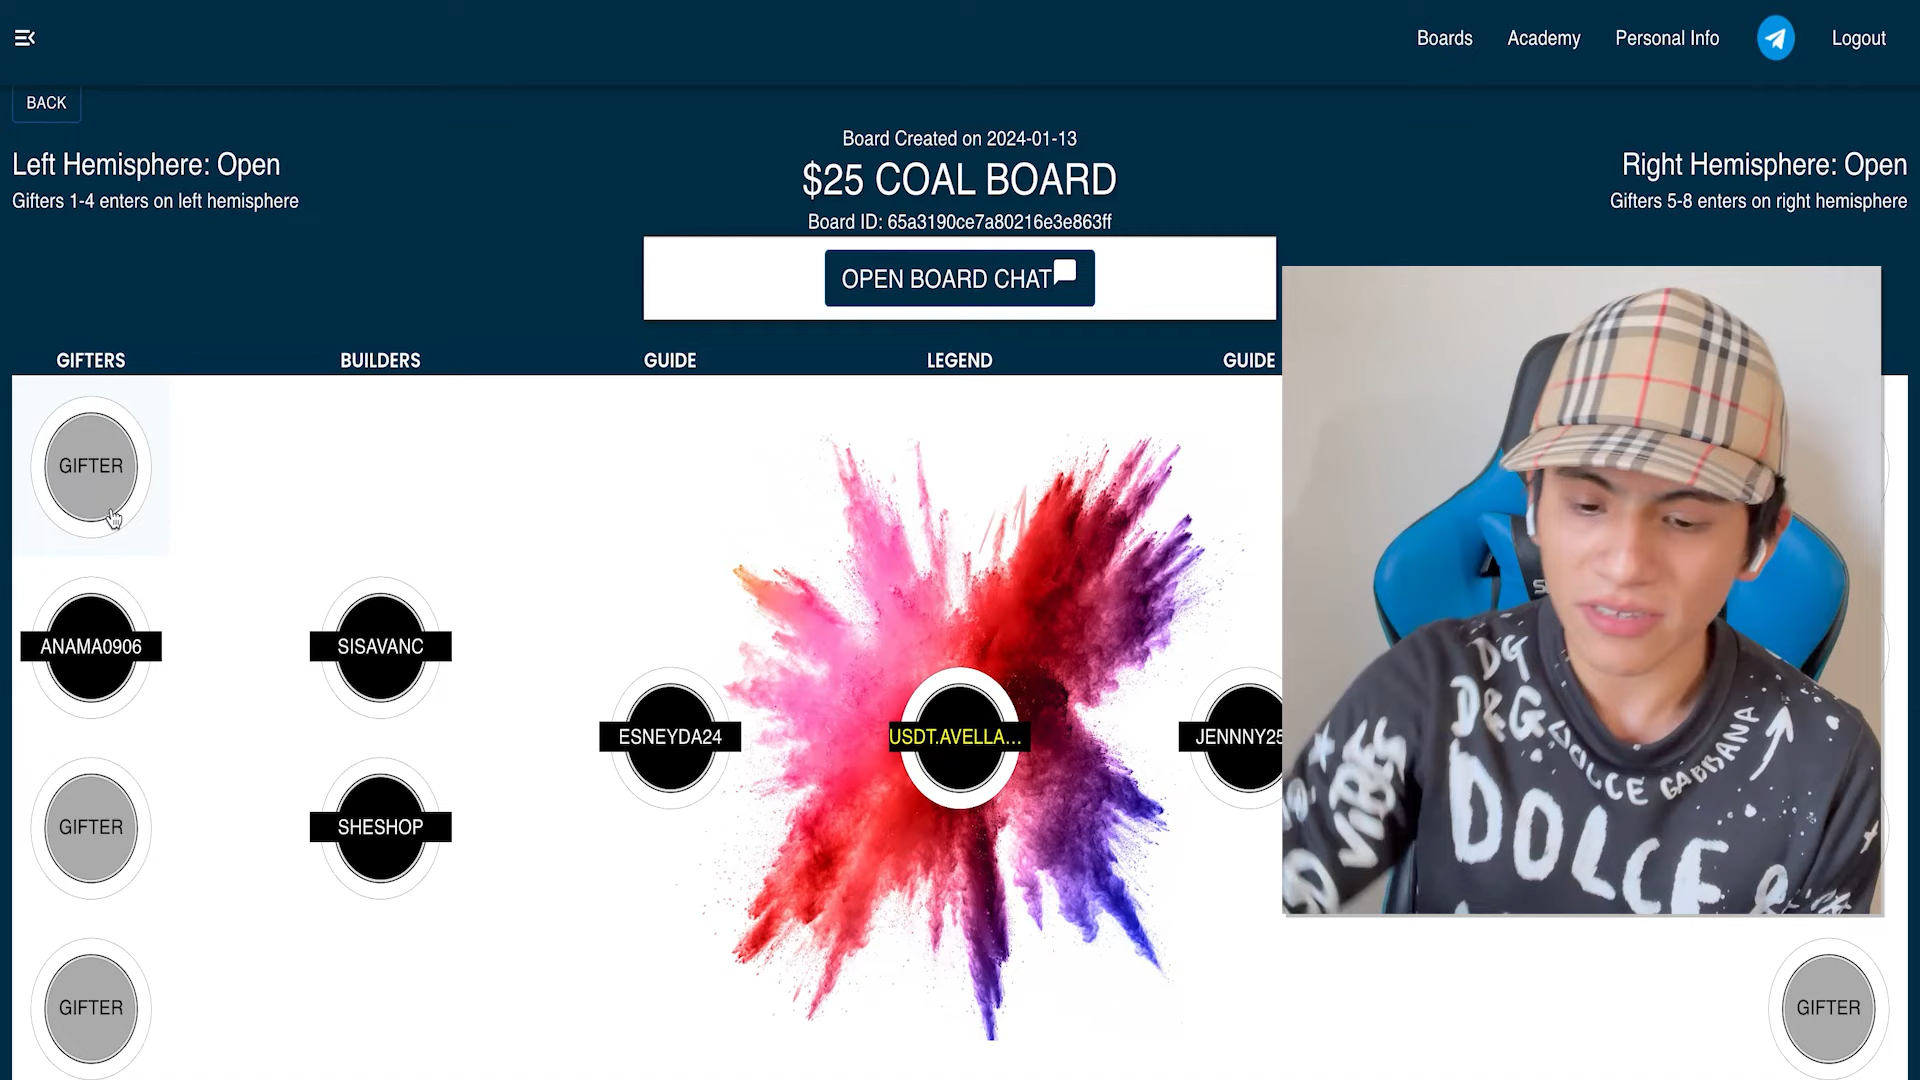 Boards
Academy
Personal Info
Logout
BACK
Board Created on 2024-01-13
Left Hemisphere: Open
$25 COAL BOARD
Right Hemisphere: Open
Gifters 1-4 enters on left hemisphere
Board ID: 65a3190ce7a80216e3e863ff
Gifters 5-8 enters on right hemisphere
OPEN BOARD CHAT
GIFTERS
BUILDERS
GUIDE
LEGEND
GUIDE
GIFTER
ANAMA0906
SISAVANC
ESNEYDA24
USDT.AVELLA...
JENNNY25
GIFTER
SHESHOP
GIFTER
GIFTER
DG
D&G
DOLCE GABBANA
VIBES
DOLCE &